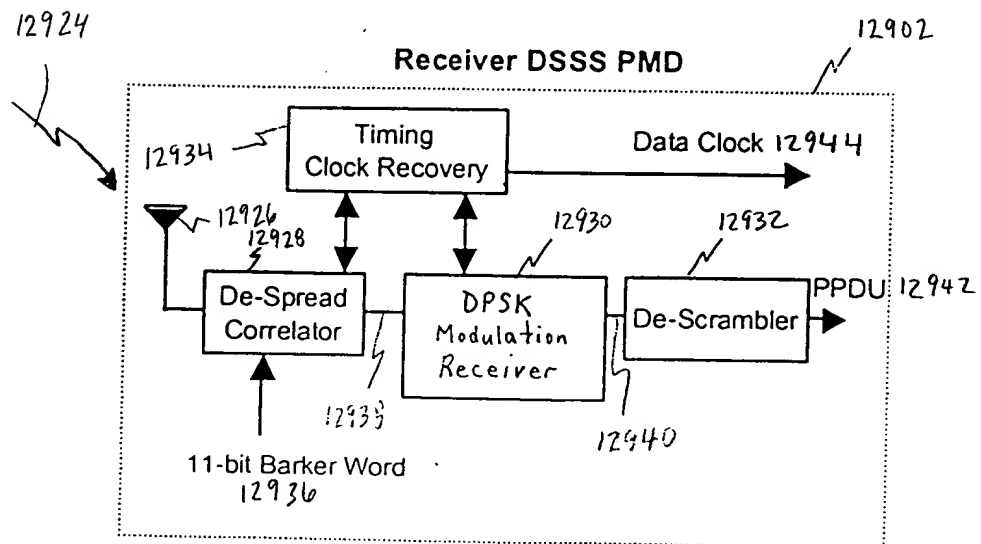 12924
12902
Receiver DSSS PMD
Timing
Clock Recovery
12934
Data Clock 12944
12926
12928
12930
12932
De-Spread
Correlator
DPSK
Modulation
Receiver
De-Scrambler
PPDU 12942
12938
12940
11-bit Barker Word
12936